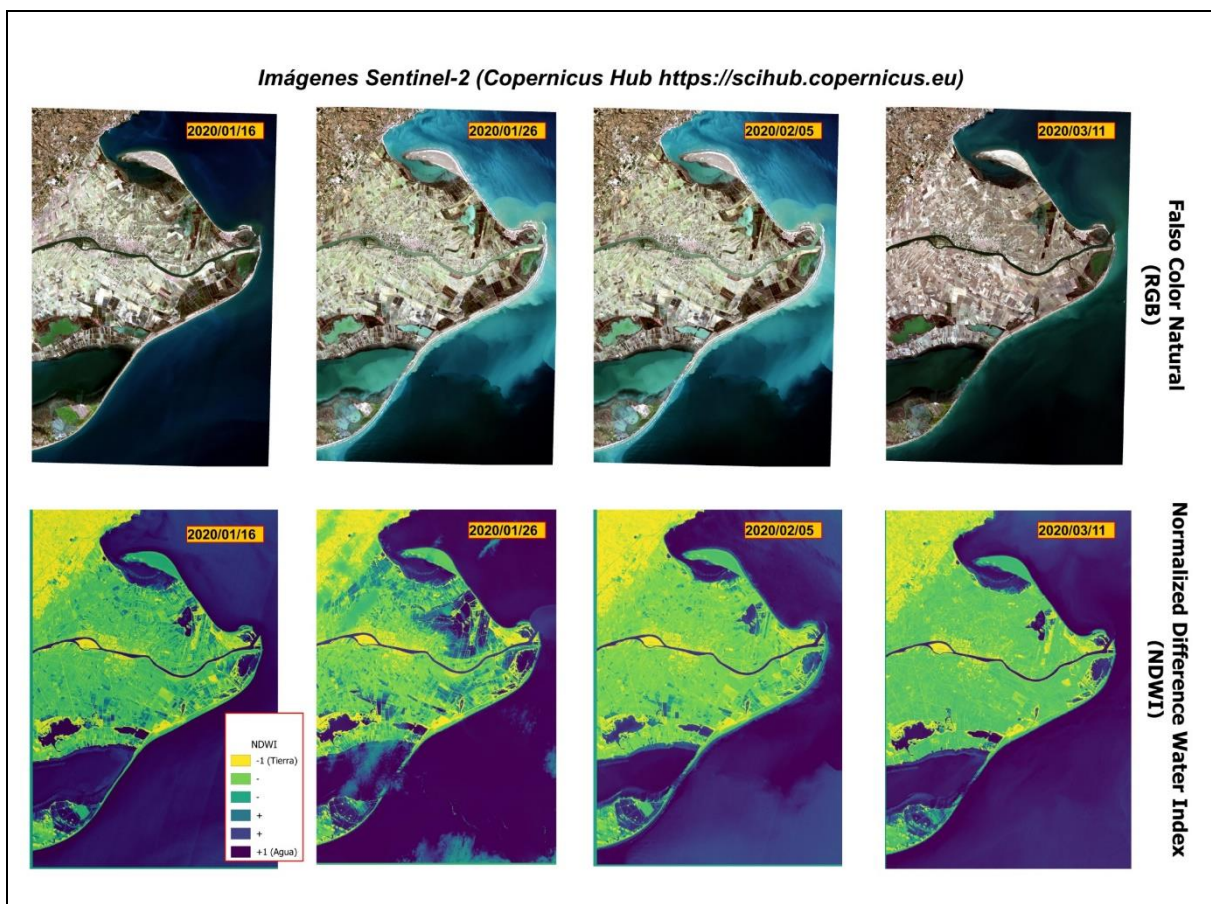 Imágenes Sentinel-2 (Copernicus Hub https://scihub.copernicus.eu)
2020/01/16
2020/01/26
2020/02/05
2020/03/11
Falso Color Natural
(RGB)
2020/01/16
2020/01/26
2020/02/05
2020/03/11
Normalized Difference Water Index
(NDWI)
NDWI
-1 (Tierra)
-
-
+
+
+1 (Agua)